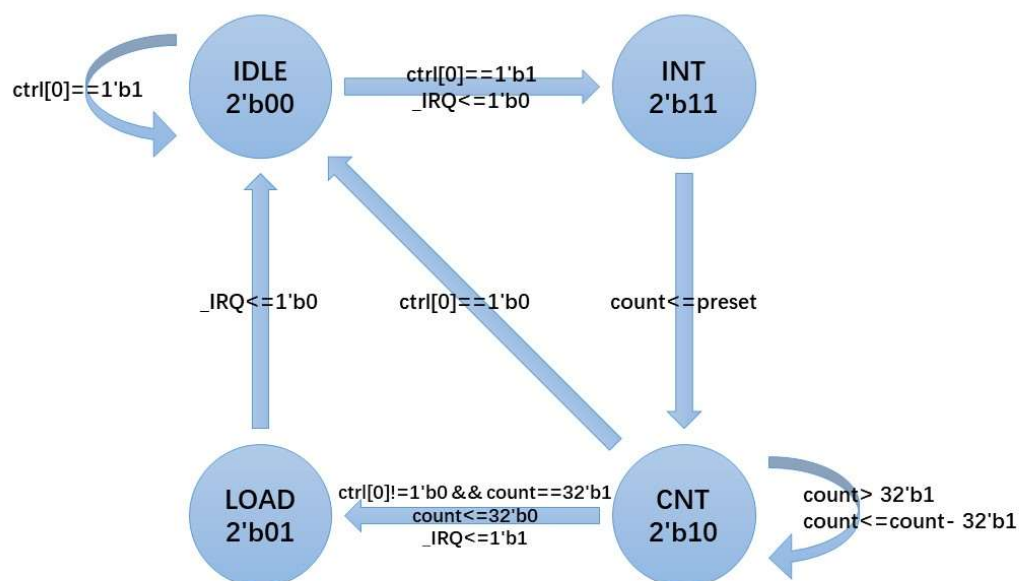 IDLE
2'b00
ctrl[0]==1'b1
ctrl[0]==1'b1
_IRQ<=1'b0
INT
2'b11
_IRQ<=1'b0
ctrl[0]==1'b0
count<=preset
LOAD
2'b01
ctrl[0]!=1'b0 && count==32'b1
count<=32'b0
_IRQ<=1'b1
CNT
2'b10
count> 32'b1
count<=count- 32'b1